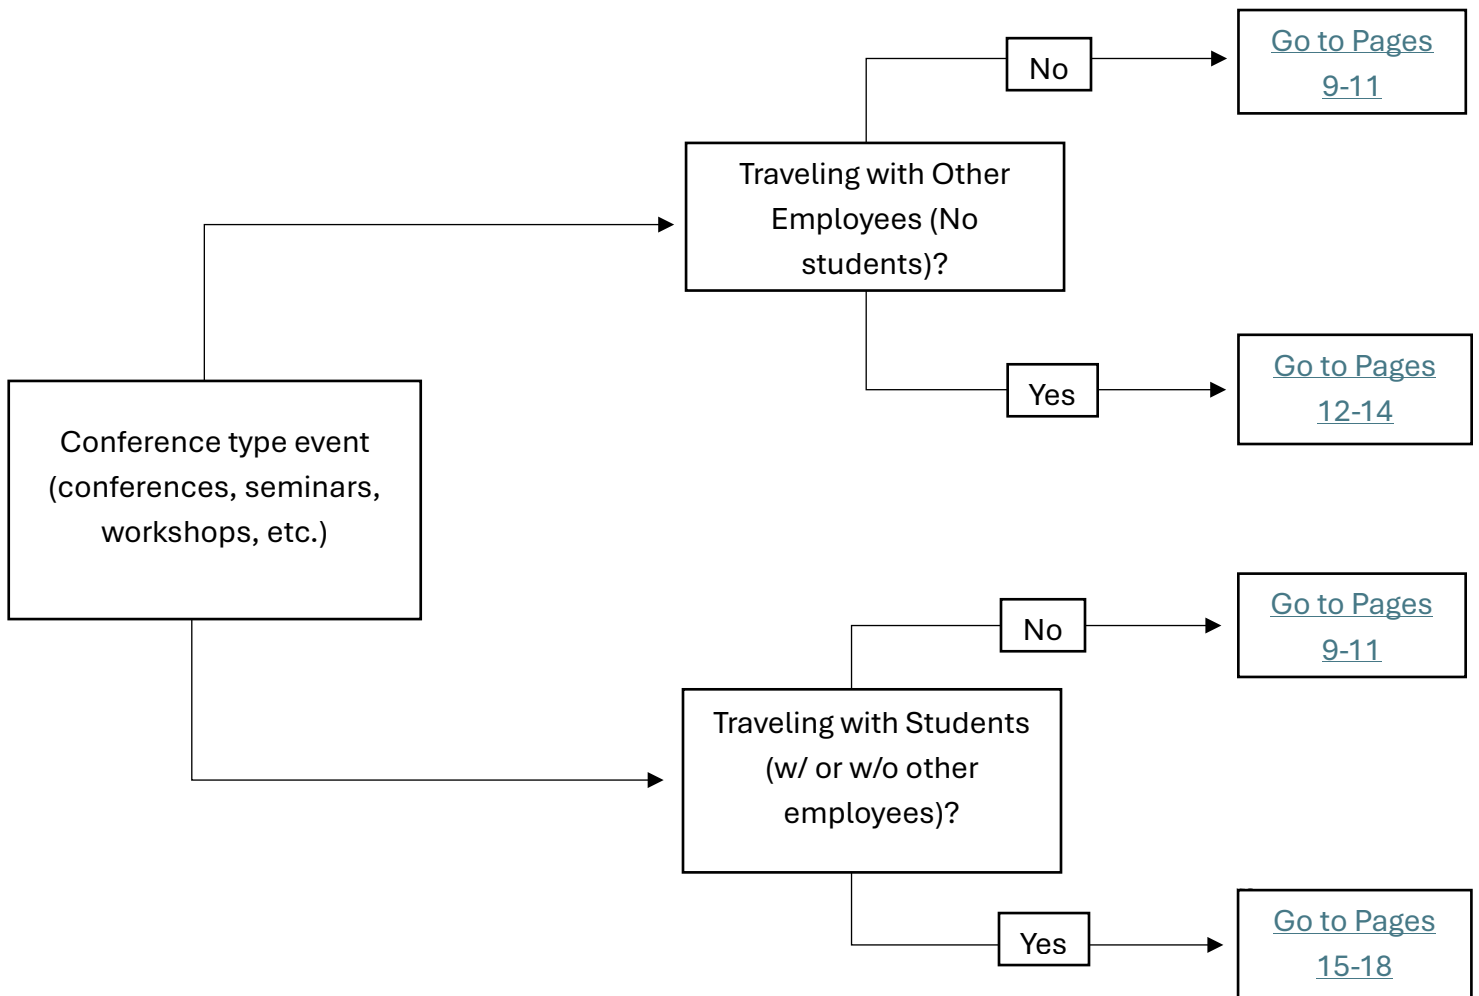 No
Go to Pages
9-11
Traveling with Other
Employees (No
students)?
Yes
Go to Pages
12-14
Conference type event
(conferences, seminars,
workshops, etc.)
No
Go to Pages
9-11
Traveling with Students
(w/ or w/o other
employees)?
Yes
Go to Pages
15-18